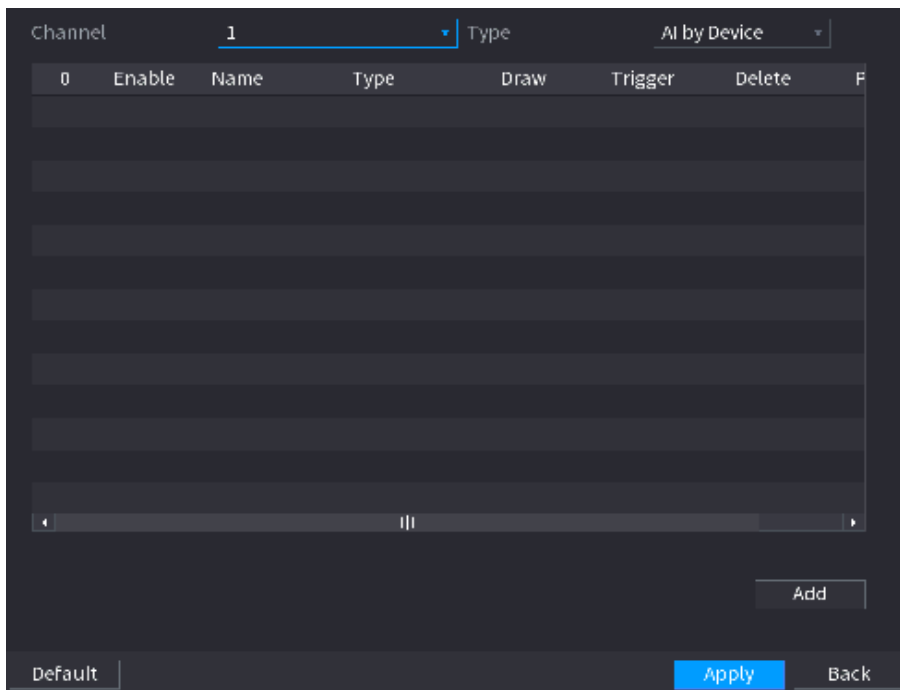 Channel 1 Type AI by Device
0 Enable Name Type Draw Trigger Delete
Add
Default Apply Back